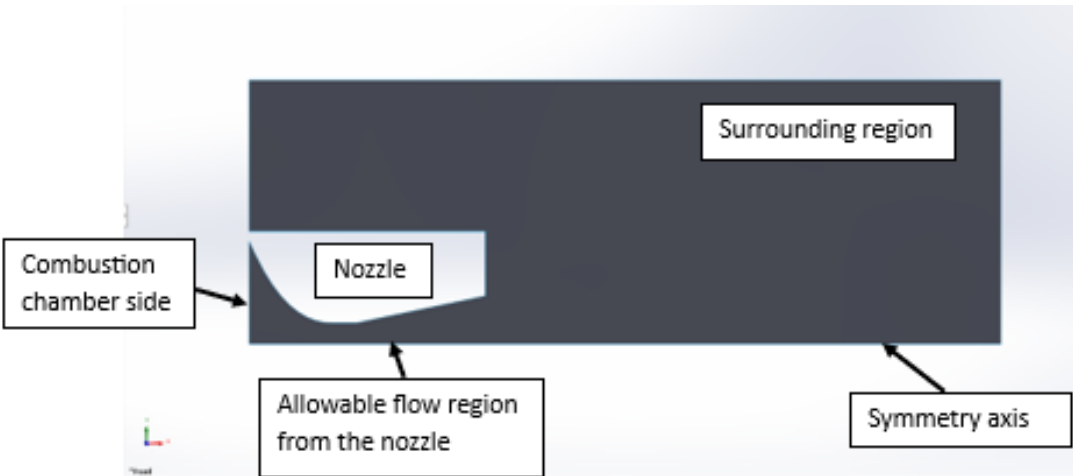 Surrounding region
Combustion
chamber side
Nozzle
Allowable flow region
from the nozzle
Symmetry axis